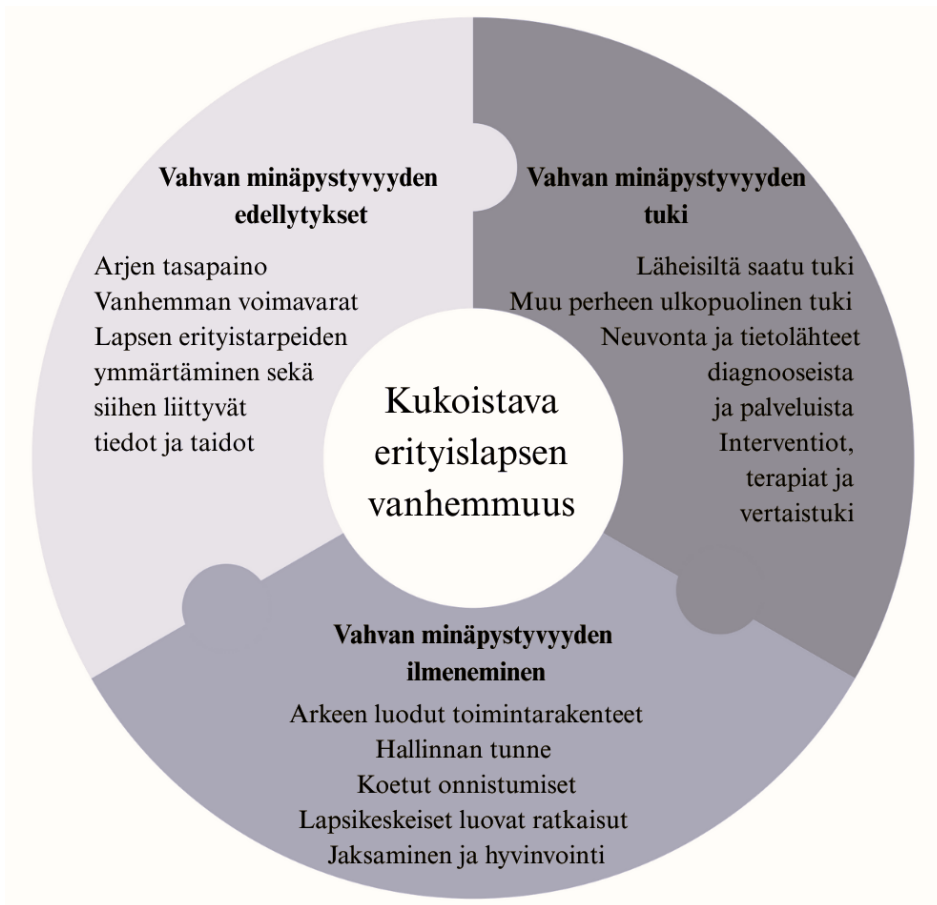 Vahvan minäpystyvyyden
edellytykset
Arjen tasapaino
Vanhemman voimavarat
Lapsen erityistarpeiden
ymmärtäminen sekä
siihen liittyvät
tiedot ja taidot
Vahvan minäpystyvyyden
tuki
Läheisiltä saatu tuki
Muu perheen ulkopuolinen tuki
Neuvonta ja tietolähteet
diagnooseista
ja palveluista
Interventiot,
terapiat ja
vertaistuki
Kukoistava
erityislapsen
vanhemmuus
Vahvan minäpystyvyyden
ilmeneminen
Arkeen luodut toimintarakenteet
Hallinnan tunne
Koetut onnistumiset
Lapsikeskeiset luovat ratkaisut
Jaksaminen ja hyvinvointi